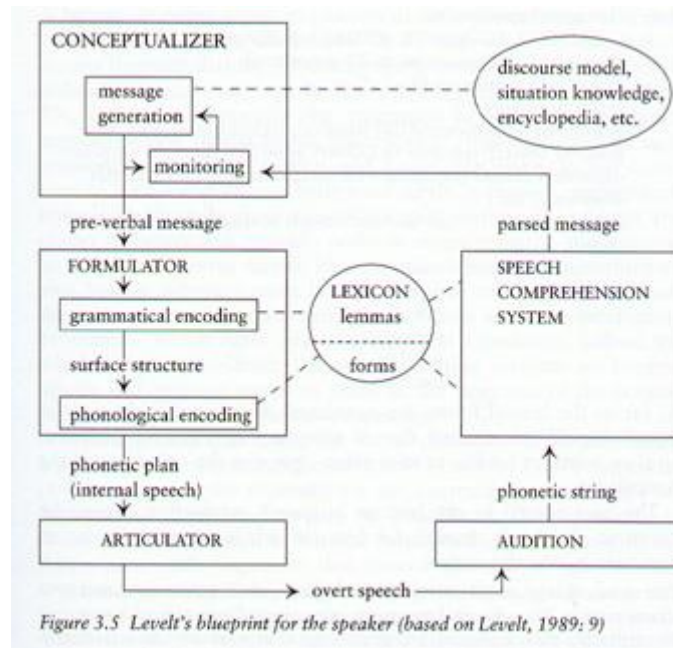 CONCEPTUALIZER
message
generation
monitoring
discourse model,
situation knowledge,
encyclopedia, etc.
pre-verbal message
parsed message
FORMULATOR
grammatical encoding
surface structure
phonological encoding
LEXICON
lemmas
forms
SPEECH
COMPREHENSION
SYSTEM
phonetic plan
(internal speech)
phonetic string
ARTICULATOR
AUDITION
overt speech
Figure 3.5 Levelt's blueprint for the speaker (based on Levelt, 1989: 9)